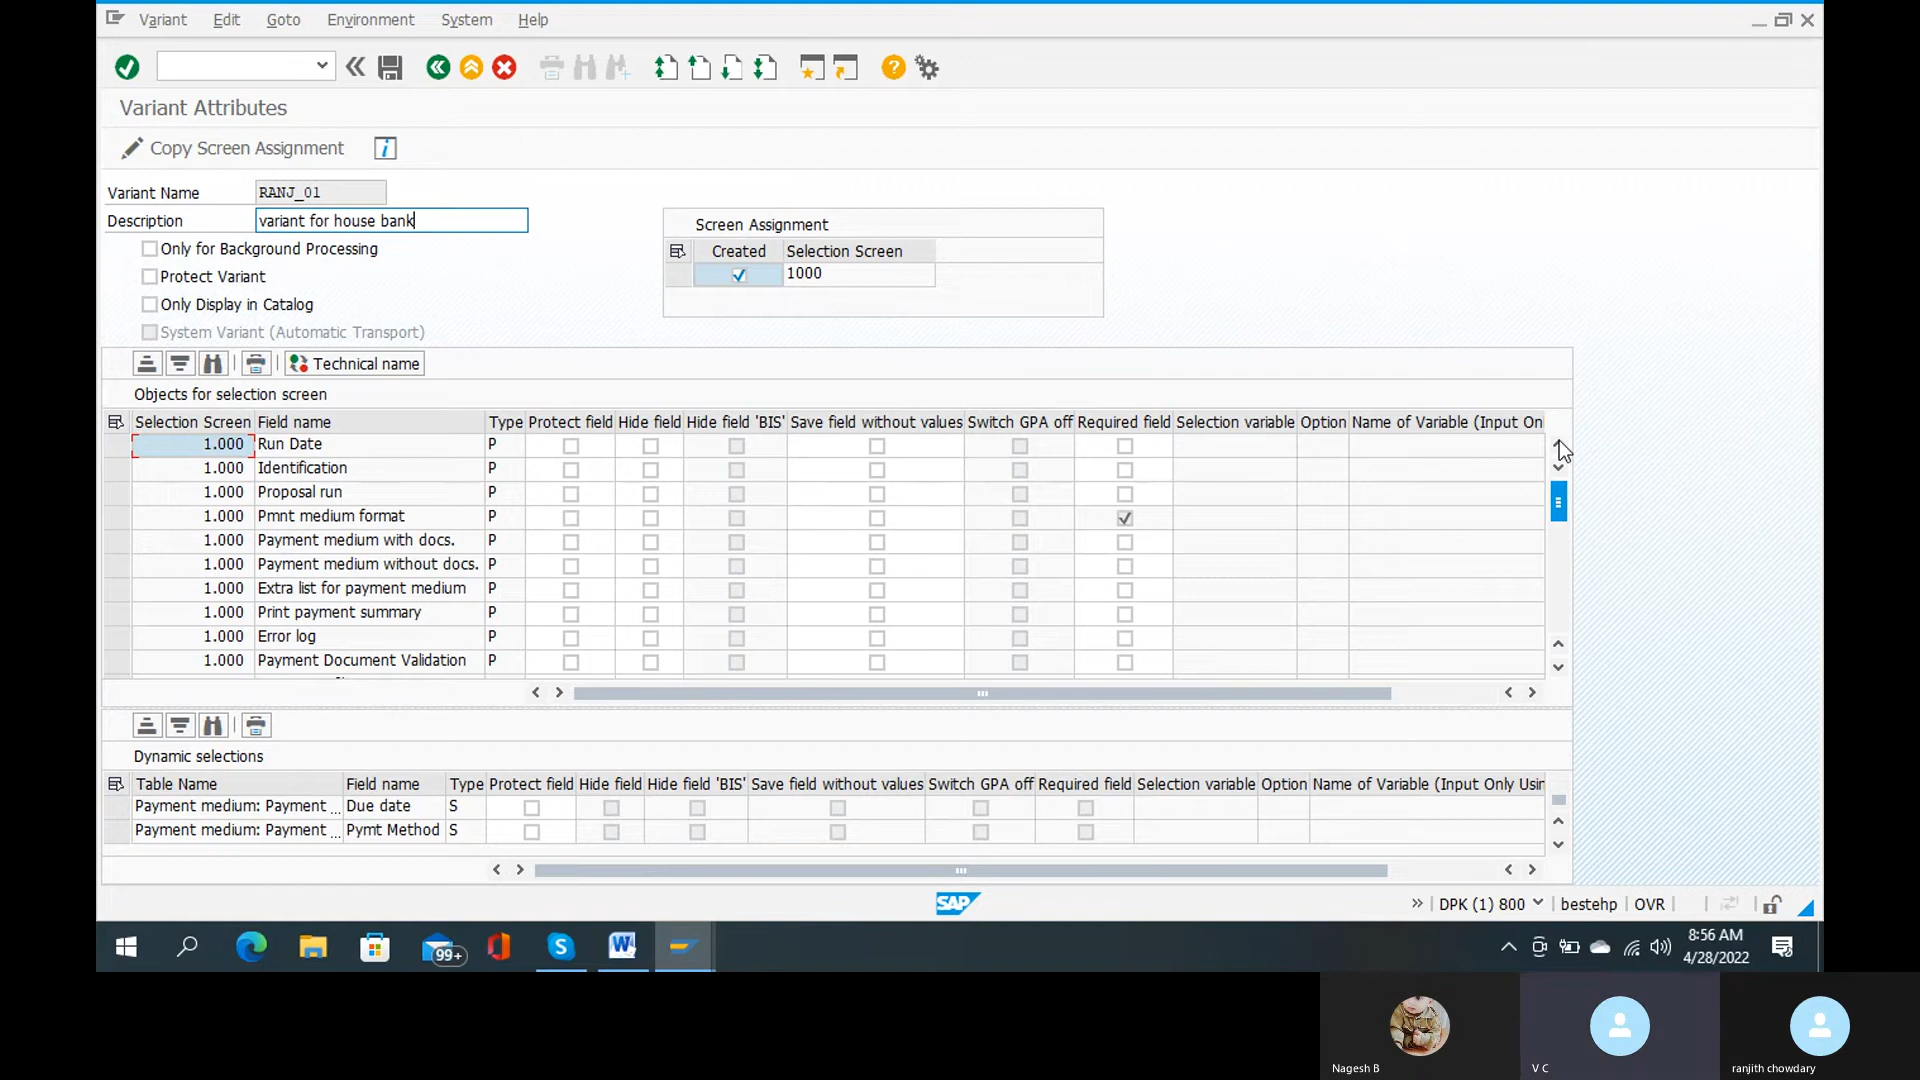 Variant Edit Goto Environment System Help
Variant Attributes
Copy Screen Assignment
Variant Name RANJ_01
Description variant for house bank
Only for Background Processing
Protect Variant
Only Display in Catalog
System Variant (Automatic Transport)
Screen Assignment
Created Selection Screen
1000
Technical name
Objects for selection screen
Selection Screen Field name Type Protect field Hide field Hide field 'BIS' Save field without values Switch GPA off Required field Selection variable Option Name of Variable (Input Onl
1.000 Run Date P
1.000 Identification P
1.000 Proposal run P
1.000 Pmnt medium format P
1.000 Payment medium with docs. P
1.000 Payment medium without docs. P
1.000 Extra list for payment medium P
1.000 Print payment summary P
1.000 Error log P
1.000 Payment Document Validation P
Dynamic selections
Table Name Field name Type Protect field Hide field Hide field 'BIS' Save field without values Switch GPA off Required field Selection variable Option Name of Variable (Input Only Usin
Payment medium: Payment ... Due date S
Payment medium: Payment ... Pymt Method S
SAP
DPK (1) 800 bestehp OVR
99+
8:56 AM
4/28/2022
Nagesh B
V C
ranjith chowdary